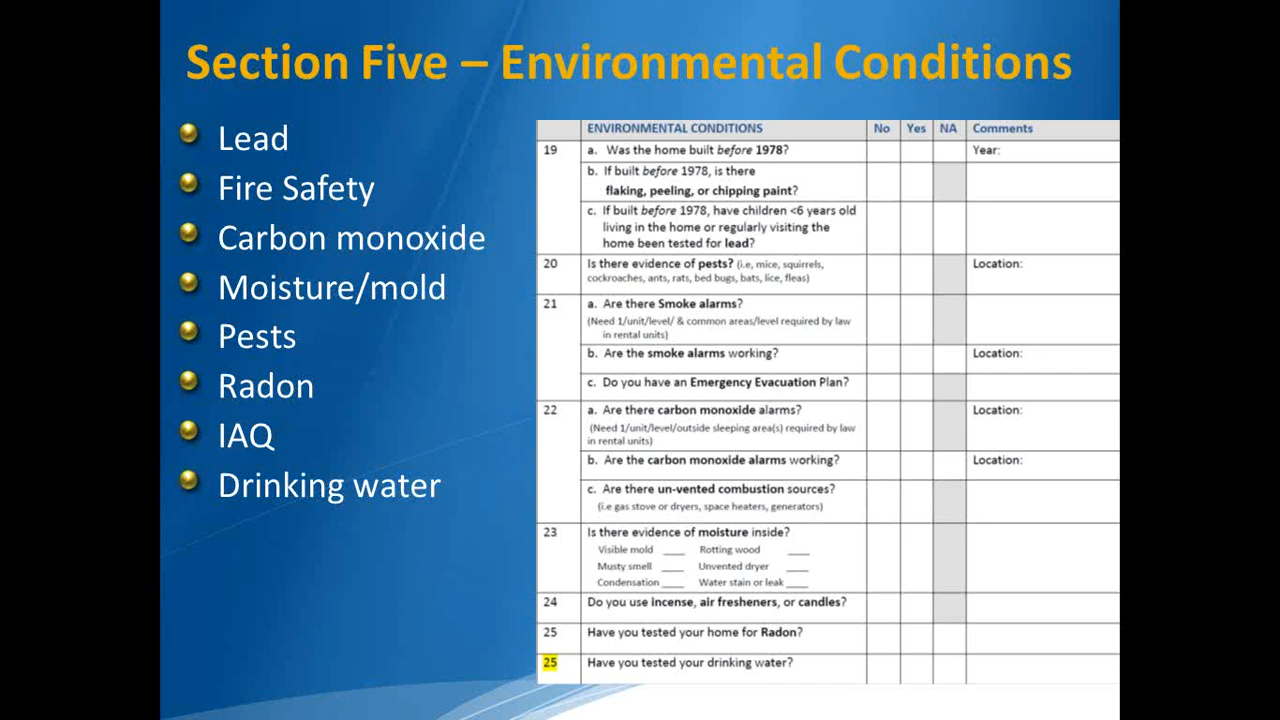 Section Five – Environmental Conditions
Lead
Fire Safety
Carbon monoxide
Moisture/mold
Pests
Radon
IAQ
Drinking water
ENVIRONMENTAL CONDITIONS No Yes NA Comments
19 a. Was the home built before 1978? Year:
b. If built before 1978, is there
flaking, peeling, or chipping paint?
c. If built before 1978, have children <6 years old
living in the home or regularly visiting the
home been tested for lead?
20 Is there evidence of pests? (i.e, mice, squirrels, Location:
cockroaches, ants, rats, bed bugs, bats, lice, fleas)
21 a. Are there Smoke alarms?
(Need 1/unit/level/ & common areas/level required by law
in rental units)
b. Are the smoke alarms working? Location:
c. Do you have an Emergency Evacuation Plan?
22 a. Are there carbon monoxide alarms? Location:
(Need 1/unit/level/outside sleeping area(s) required by law
in rental units)
b. Are the carbon monoxide alarms working? Location:
c. Are there un-vented combustion sources?
(i.e gas stove or dryers, space heaters, generators)
23 Is there evidence of moisture inside?
Visible mold ____ Rotting wood ____
Musty smell ____ Unvented dryer ____
Condensation ____ Water stain or leak ____
24 Do you use incense, air fresheners, or candles?
25 Have you tested your home for Radon?
25 Have you tested your drinking water?